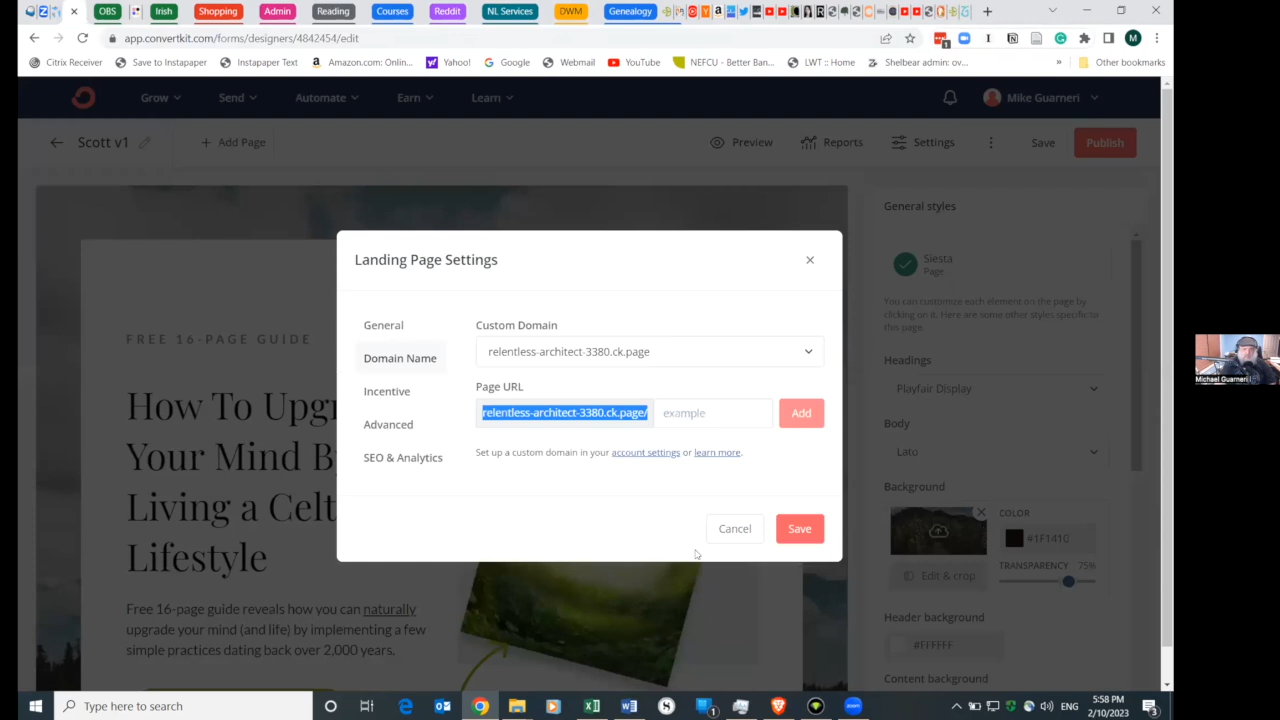 OBS
Irish
Shopping
Admin
Reading
Courses
Reddit
NL Services
DWM
Genealogy
app.convertkit.com/forms/designers/4842454/edit
M
Citrix Receiver
Save to Instapaper
Instapaper Text
Amazon.com: Onlin...
Yahoo!
Google
Webmail
YouTube
NEFCU - Better Ban...
LWT :: Home
Shelbear admin: ov...
»
Other bookmarks
Grow
Send
Automate
Earn
Learn
Mike Guarneri
Scott v1
+ Add Page
Preview
Reports
Settings
Save
Publish
General styles
Siesta
Page
You can customize each element on the page by
clicking on it. Here are some other styles specific to
this page.
Headings
Playfair Display
Body
Lato
Background
COLOR
#1F141C
TRANSPARENCY 75%
Edit & crop
Header background
#FFFFFF
Content background
FREE 16-PAGE GUIDE
How To Upgr
Your Mind B
Living a Celt
Lifestyle
Free 16-page guide reveals how you can naturally
upgrade your mind (and life) by implementing a few
simple practices dating back over 2,000 years.
Landing Page Settings
General
Domain Name
Incentive
Advanced
SEO & Analytics
Custom Domain
relentless-architect-3380.ck.page
Page URL
relentless-architect-3380.ck.page/
example
Add
Set up a custom domain in your account settings or learn more.
Cancel
Save
Michael Guarneri
Type here to search
ENG
5:58 PM
2/10/2023